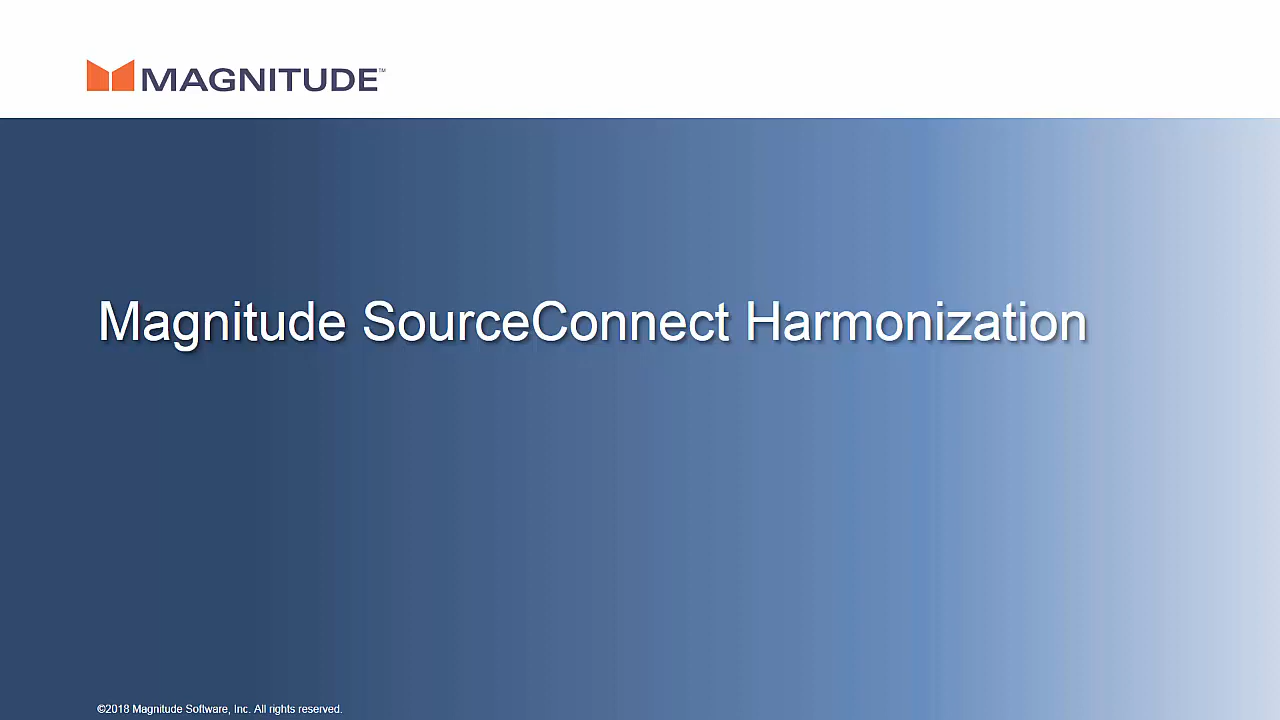 MAGNITUDE™
Magnitude SourceConnect Harmonization
©2018 Magnitude Software, Inc. All rights reserved.